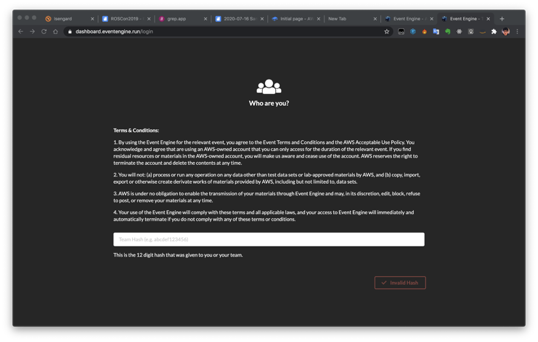 isengard
ROSCon2019 -
grep.app
2020-07-16 Ev
Initial page -
New Tab
Event Engine -
Event Engine -
dashboard.eventengine.run/login
Who are you?
Terms & Conditions:
1. By using the Event Engine for the relevant event, you agree to the Event Terms and Conditions and the AWS Acceptable Use Policy. You
acknowledge and agree that are using an AWS-owned account that you can only access for the duration of the relevant event. If you find
residual resources or materials in the AWS-owned account, you will make us aware and cease use of the account. AWS reserves the right to
terminate the account and delete the contents at any time.
2. You will not: (a) process or run any operation on any data other than test data sets or lab-approved materials by AWS, and (b) copy, import,
export or otherwise create derivate works of materials provided by AWS, including but not limited to, data sets.
3. AWS is under no obligation to enable the transmission of your materials through Event Engine and may, in its discretion, edit, block, refuse
to post, or remove your materials at any time.
4. Your use of the Event Engine will comply with these terms and all applicable laws, and your access to Event Engine will immediately and
automatically terminate if you do not comply with any of these terms or conditions.
Team Hash (e.g. abcdef123456)
This is the 12 digit hash that was given to you or your team.
Invalid Hash